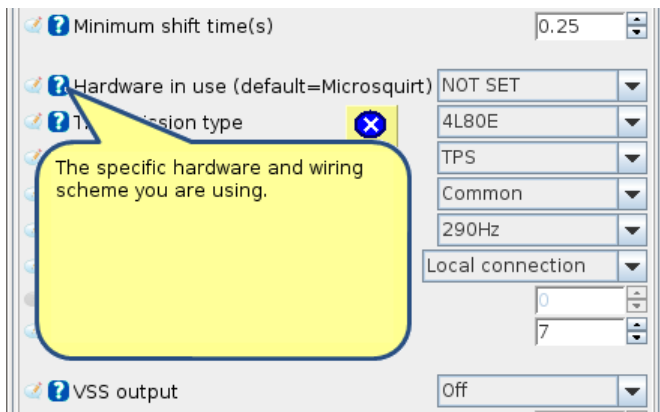 Minimum shift time(s) 0.25
Hardware in use (default=Microsquirt) NOT SET
type 4L80E
TPS
The specific hardware and wiring
scheme you are using.
Common
290Hz
Local connection
0
7
VSS output Off